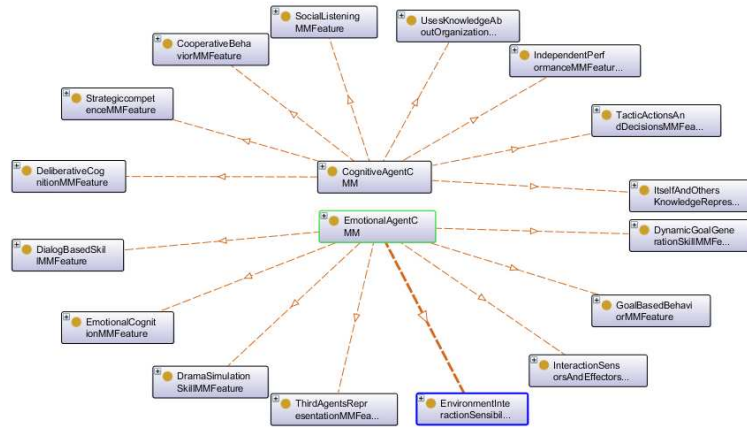 SocialListening
MMFeature
UsesKnowledgeAb
outOrganization...
CooperativeBeha
viorMMFeature
IndependentPerf
ormanceMMFeatur...
Strategiccompet
enceMMFeature
TacticActionsAn
dDecisionsMMFea...
DeliberativeCog
nitionMMFeature
CognitiveAgentC
MM
ItselfAndOthers
KnowledgeRepres...
EmotionalAgentC
MM
DialogBasedSkil
lMMFeature
DynamicGoalGene
rationSkillMMFe...
EmotionalCognit
ionMMFeature
GoalBasedBehavi
orMMFeature
DramaSimulation
SkillMMFeature
InteractionSens
orsAndEffectors...
ThirdAgentsRepr
esentationMMFea...
EnvironmentInte
ractionSensibil...